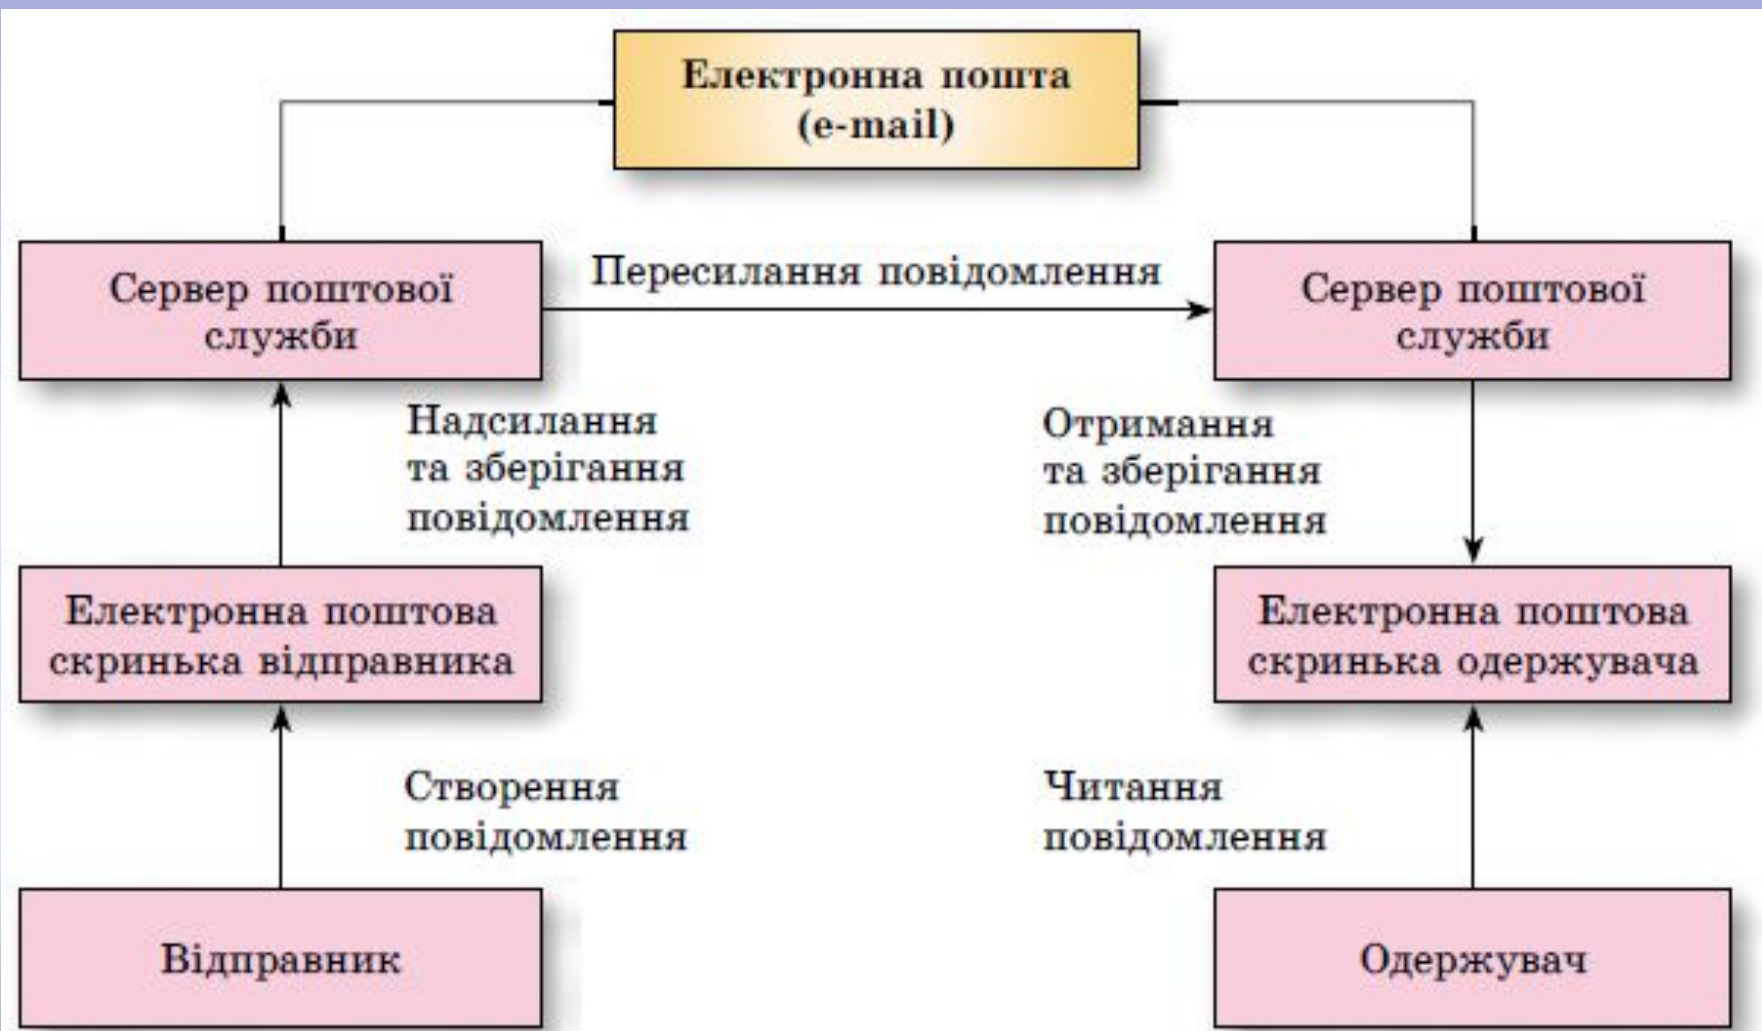 Електронна пошта
(e-mail)
Сервер поштової
служби
Пересилання повідомлення
Сервер поштової
служби
Надсилання
та зберігання
повідомлення
Отримання
та зберігання
повідомлення
Електронна поштова
скринька відправника
Електронна поштова
скринька одержувача
Створення
повідомлення
Читання
повідомлення
Відправник
Одержувач